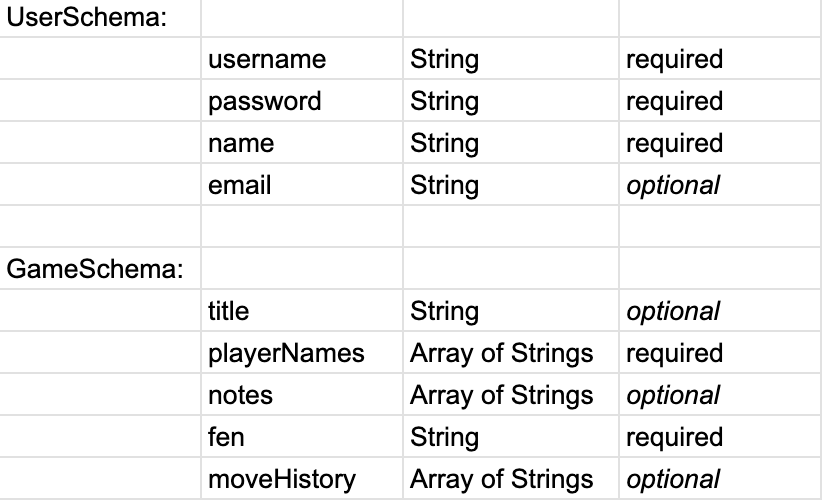 UserSchema:
username String required
password String required
name String required
email String optional
GameSchema:
title String optional
playerNames Array of Strings required
notes Array of Strings optional
fen String required
moveHistory Array of Strings optional